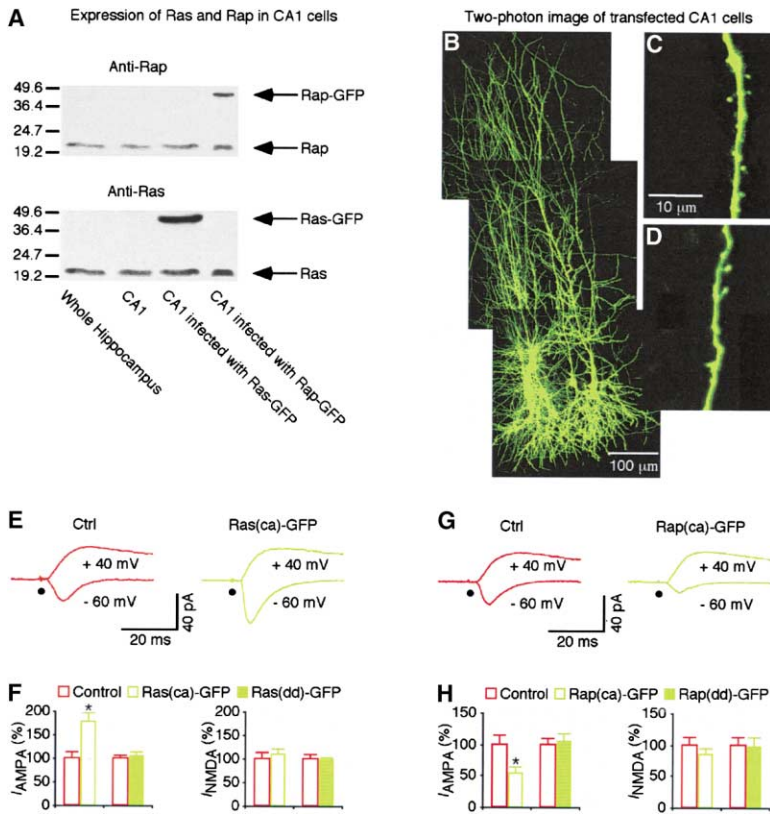 A Expression of Ras and Rap in CA1 cells
Anti-Rap
49.6
36.4
24.7
19.2
Rap-GFP
Rap
Anti-Ras
49.6
36.4
24.7
19.2
Ras-GFP
Ras
Whole Hippocampus
CA1
CA1 infected with Ras-GFP
CA1 infected with Rap-GFP
Two-photon image of transfected CA1 cells
B
100 μm
C
10 μm
D
E
Ctrl
Ras(ca)-GFP
+ 40 mV
- 60 mV
+ 40 mV
- 60 mV
20 ms
40 pA
G
Ctrl
Rap(ca)-GFP
+ 40 mV
- 60 mV
+ 40 mV
- 60 mV
20 ms
40 pA
F
Control Ras(ca)-GFP Ras(dd)-GFP
IAMPA (%)
200
150
100
50
0
*
INMDA (%)
200
150
100
50
0
H
Control Rap(ca)-GFP Rap(dd)-GFP
IAMPA (%)
150
100
50
0
*
INMDA (%)
150
100
50
0